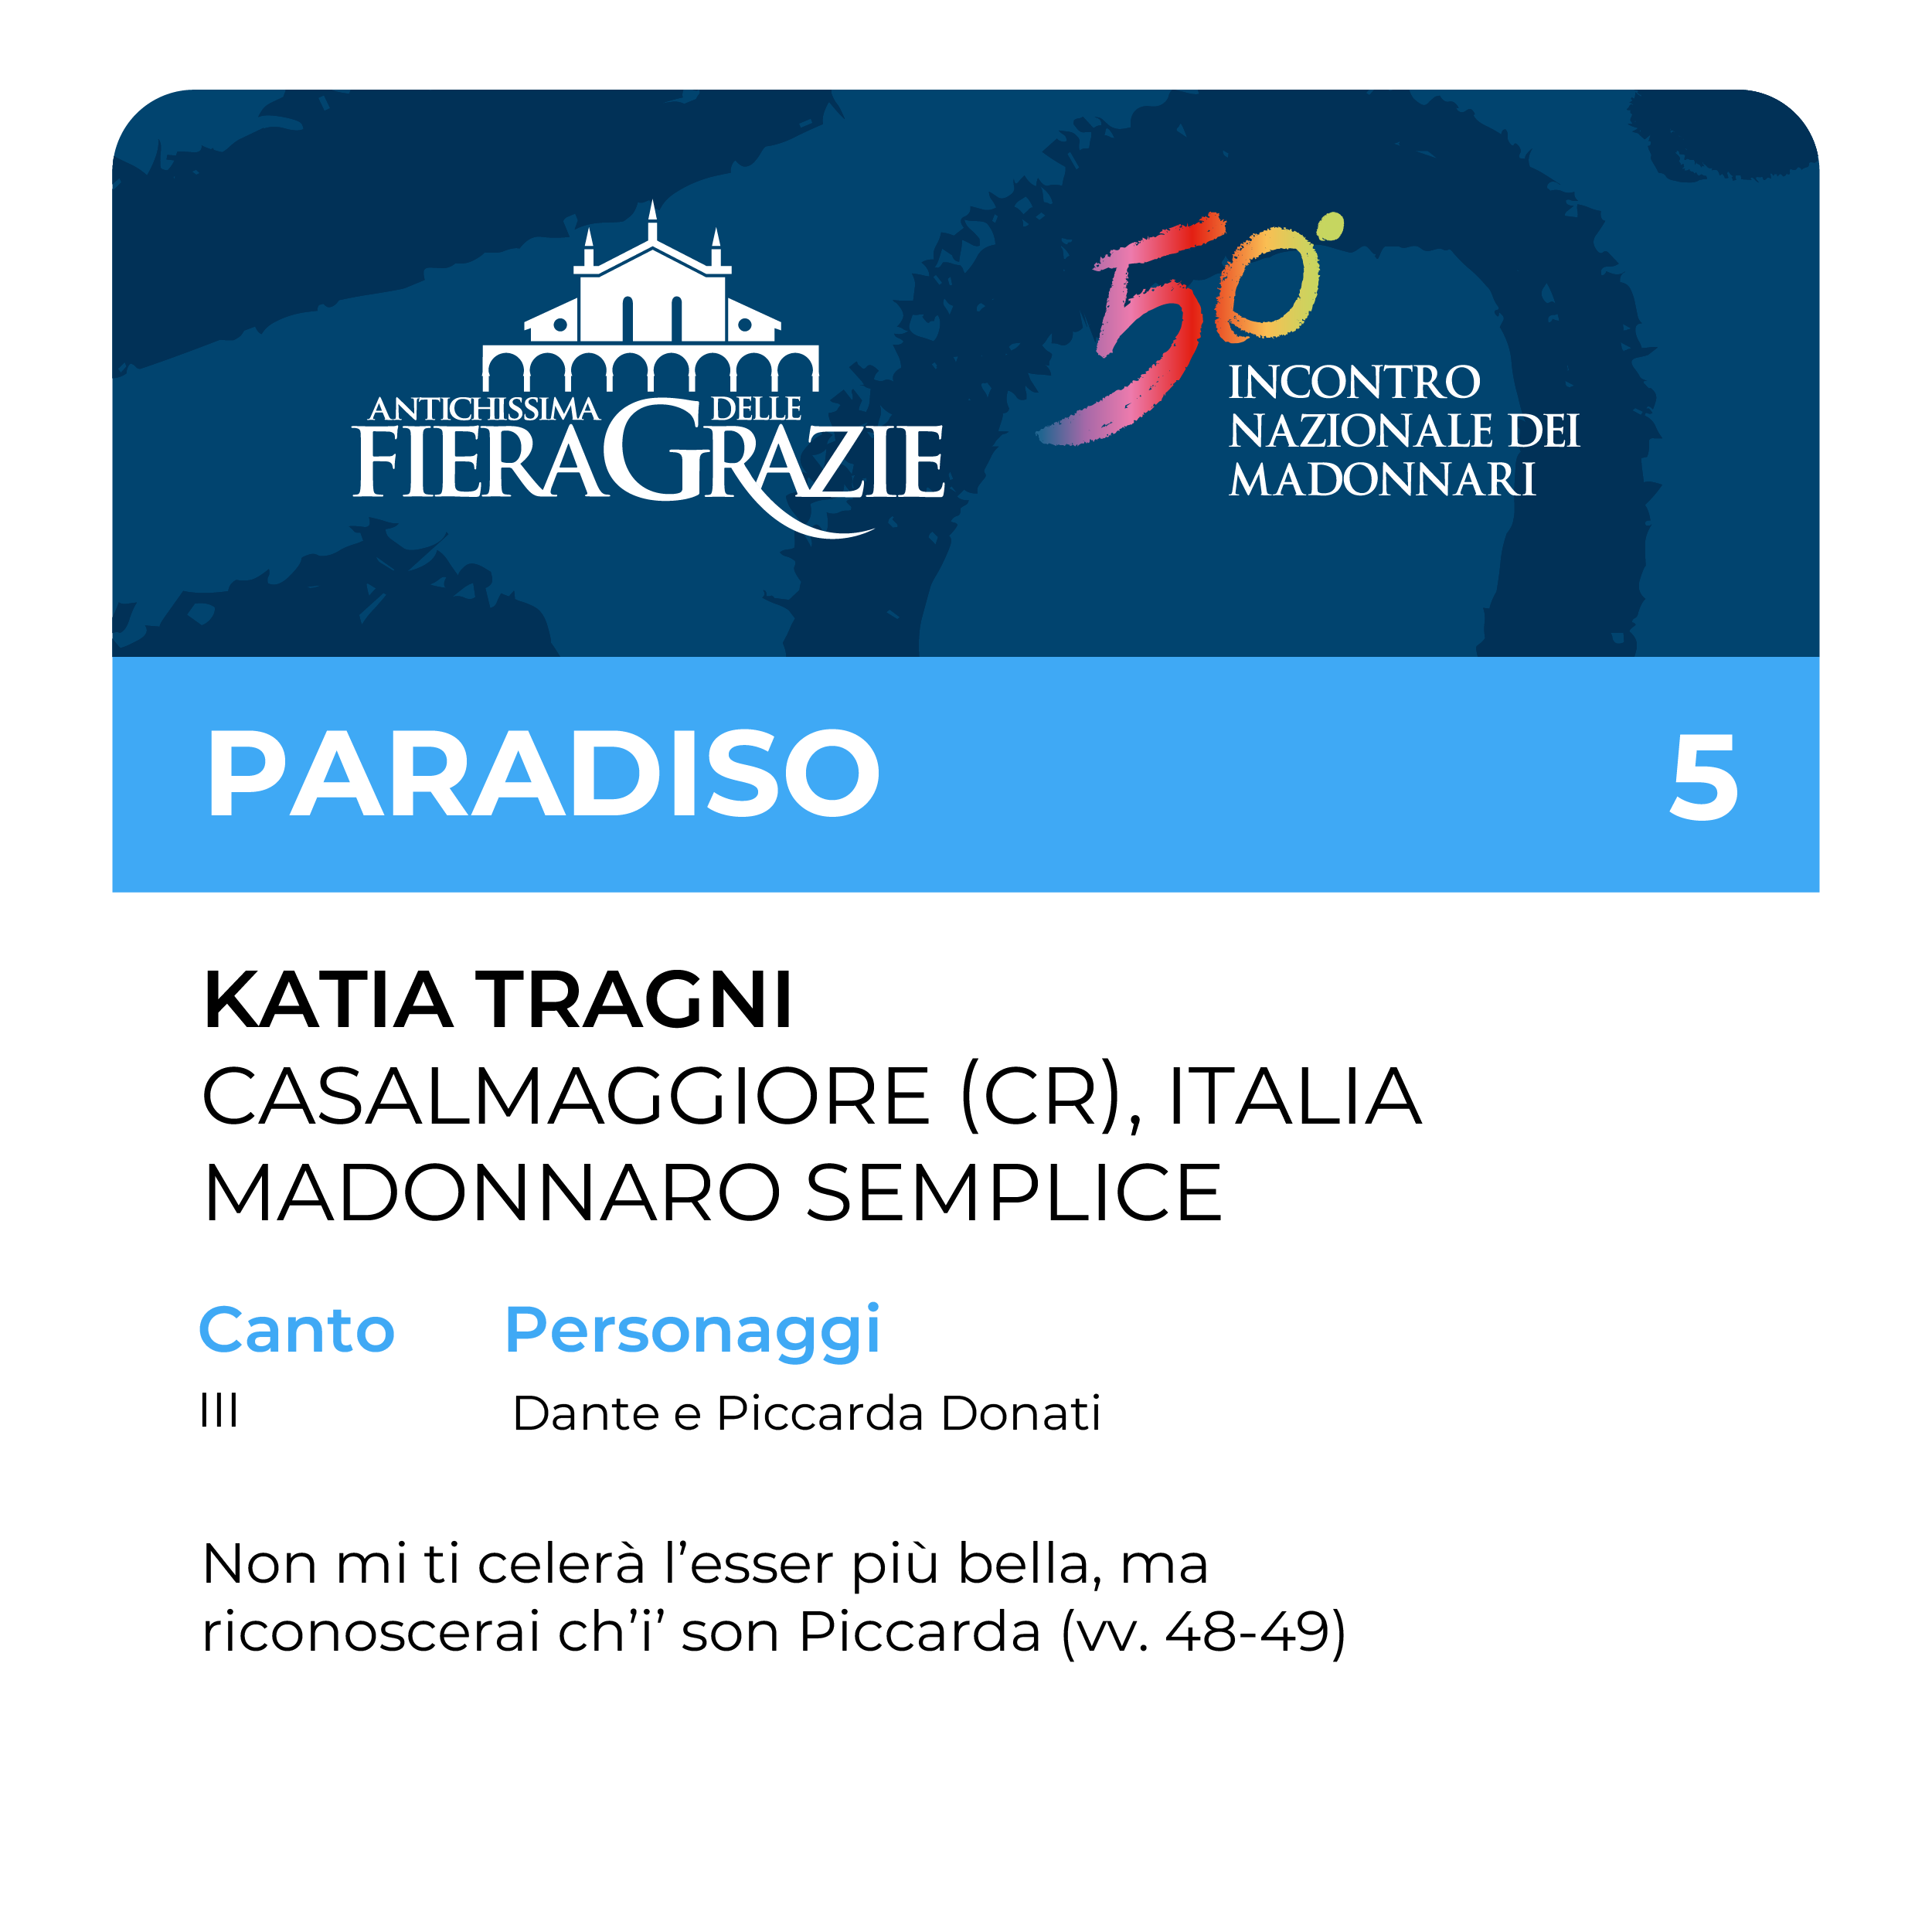 ANTICHISSIMA
FIERA DELLE GRAZIE
50°
INCONTRO
NAZIONALE DEI
MADONNARI
PARADISO 5
KATIA TRAGNI
CASALMAGGIORE (CR), ITALIA
MADONNARO SEMPLICE
Canto Personaggi
III Dante e Piccarda Donati
Non mi ti celerà l’esser più bella, ma
riconoscerai ch’i’ son Piccarda (vv. 48-49)